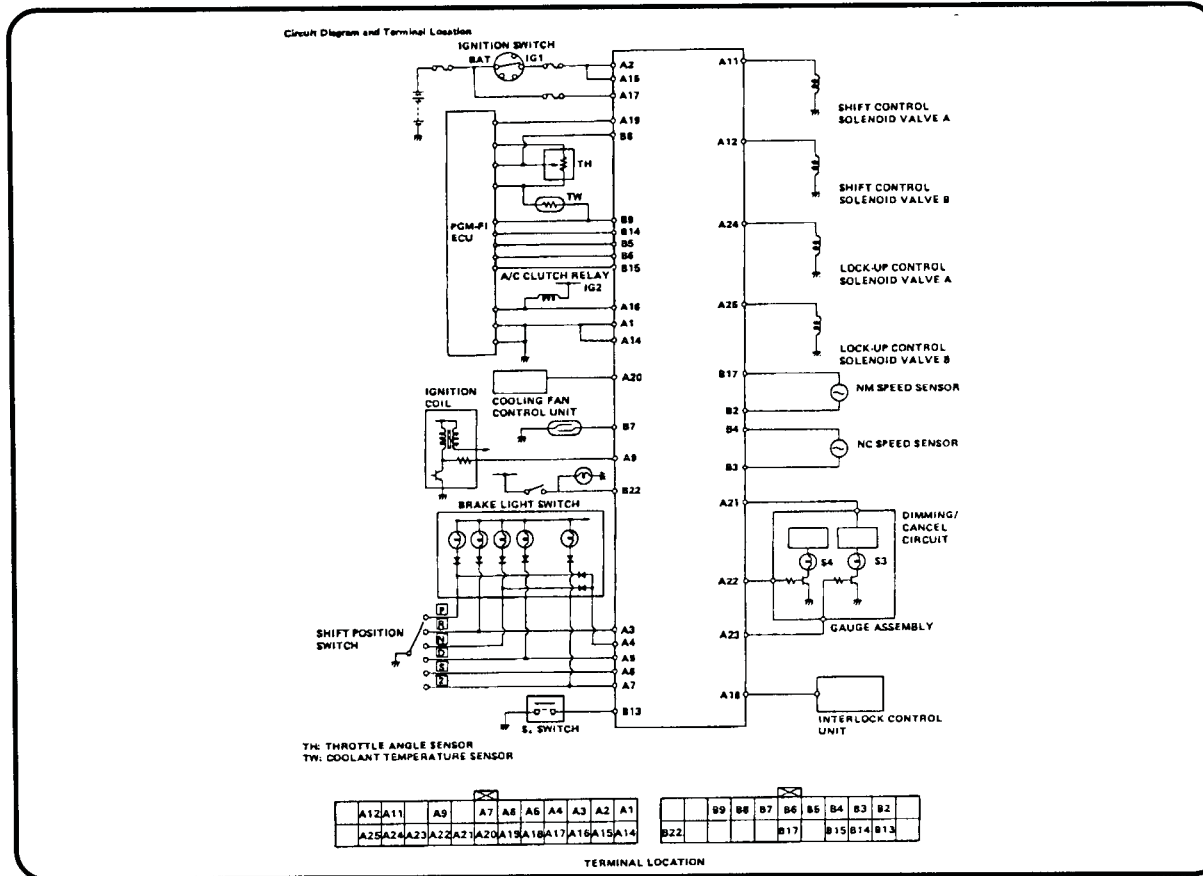 Circuit Diagram and Terminal Location
IGNITION SWITCH
BAT IG1
A2
A15
A17
A19
B8
TH
TW
PGM-FI
ECU
B9
B14
B5
B6
B15
A/C CLUTCH RELAY
IG2
A16
A1
A14
A20
COOLING FAN
CONTROL UNIT
IGNITION
COIL
B7
A9
B22
BRAKE LIGHT SWITCH
P
R
N
D
S
2
SHIFT POSITION
SWITCH
A3
A4
A5
A6
A7
B13
S. SWITCH
A11
SHIFT CONTROL
SOLENOID VALVE A
A12
SHIFT CONTROL
SOLENOID VALVE B
A24
LOCK-UP CONTROL
SOLENOID VALVE A
A25
LOCK-UP CONTROL
SOLENOID VALVE B
B17
NM SPEED SENSOR
B2
B4
NC SPEED SENSOR
B3
A21
DIMMING/
CANCEL
CIRCUIT
S4 S3
A22
A23
GAUGE ASSEMBLY
A18
INTERLOCK CONTROL
UNIT
TH: THROTTLE ANGLE SENSOR
TW: COOLANT TEMPERATURE SENSOR
A12 A11 A9 A7 A6 A5 A4 A3 A2 A1
A25 A24 A23 A22 A21 A20 A19 A18 A17 A16 A15 A14
B9 B8 B7 B6 B5 B4 B3 B2
B22 B17 B15 B14 B13
TERMINAL LOCATION